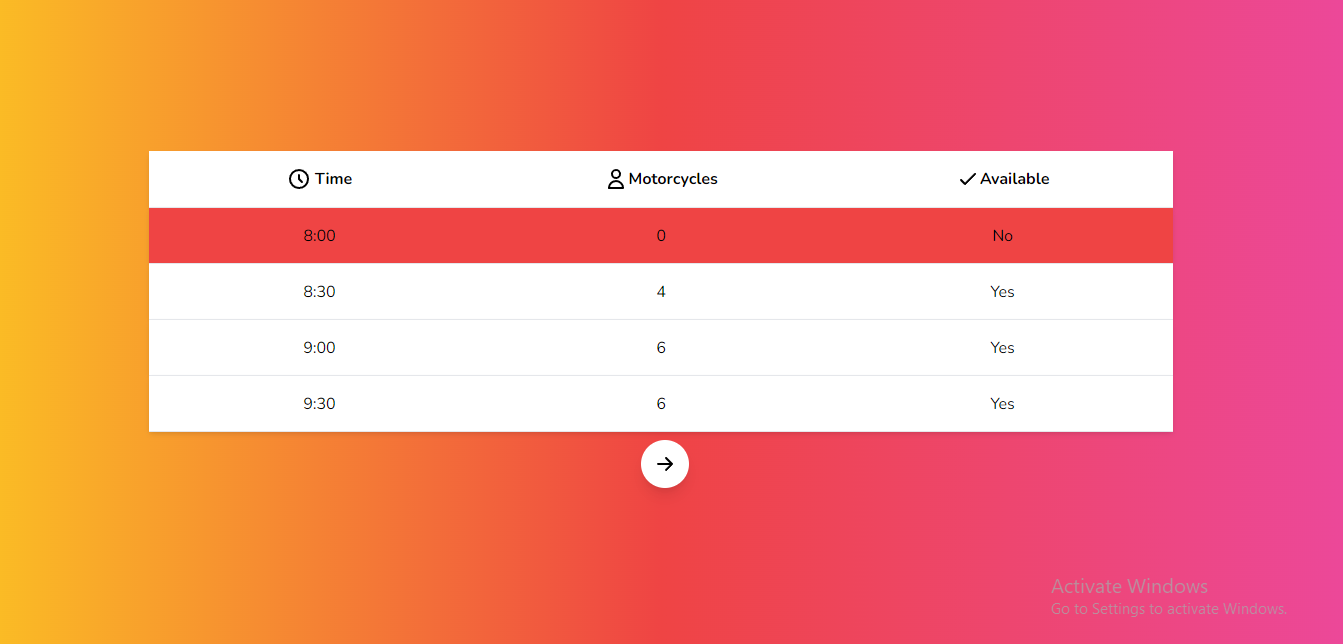 Time Motorcycles Available
8:00 0 No
8:30 4 Yes
9:00 6 Yes
9:30 6 Yes
Activate Windows
Go to Settings to activate Windows.